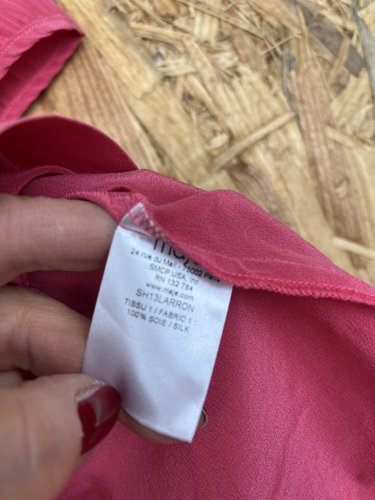 maje
24 rue du Mail - 75002 Paris
SMCP USA, Inc
RN 132 784
www.maje.com
SH13LARRON
TISSU 1 / FABRIC 1
100% SOIE / SILK